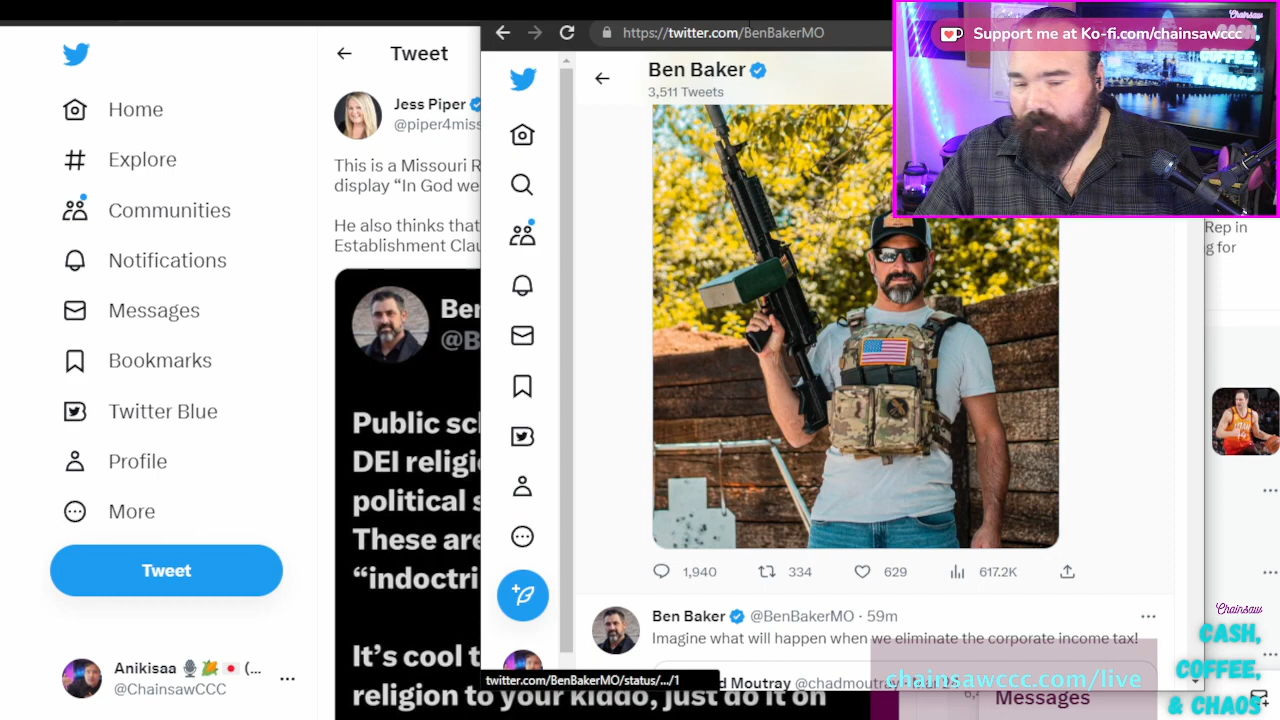 Home
Explore
Communities
Notifications
Messages
Bookmarks
Twitter Blue
Profile
More
Tweet
Anikisaa
@ChainsawCCC
Tweet
Jess Piper
@piper4miss
This is a Missouri R
display “In God we
He also thinks that
Establishment Clau
Ben
@B
Public sc
DEI religi
political s
These are
“indoctri
It’s cool t
religion to your kiddo, just do it on
https://twitter.com/BenBakerMO
Ben Baker
3,511 Tweets
1,940
334
629
617.2K
Ben Baker @BenBakerMO · 59m
Imagine what will happen when we eliminate the corporate income tax!
d Moutray @chadmoutray
twitter.com/BenBakerMO/status/.../1
Support me at Ko-fi.com/chainsawccc
Rep in
g for
chainsawccc.com/live
Messages
Chainsaw
CASH,
COFFEE,
& CHAOS